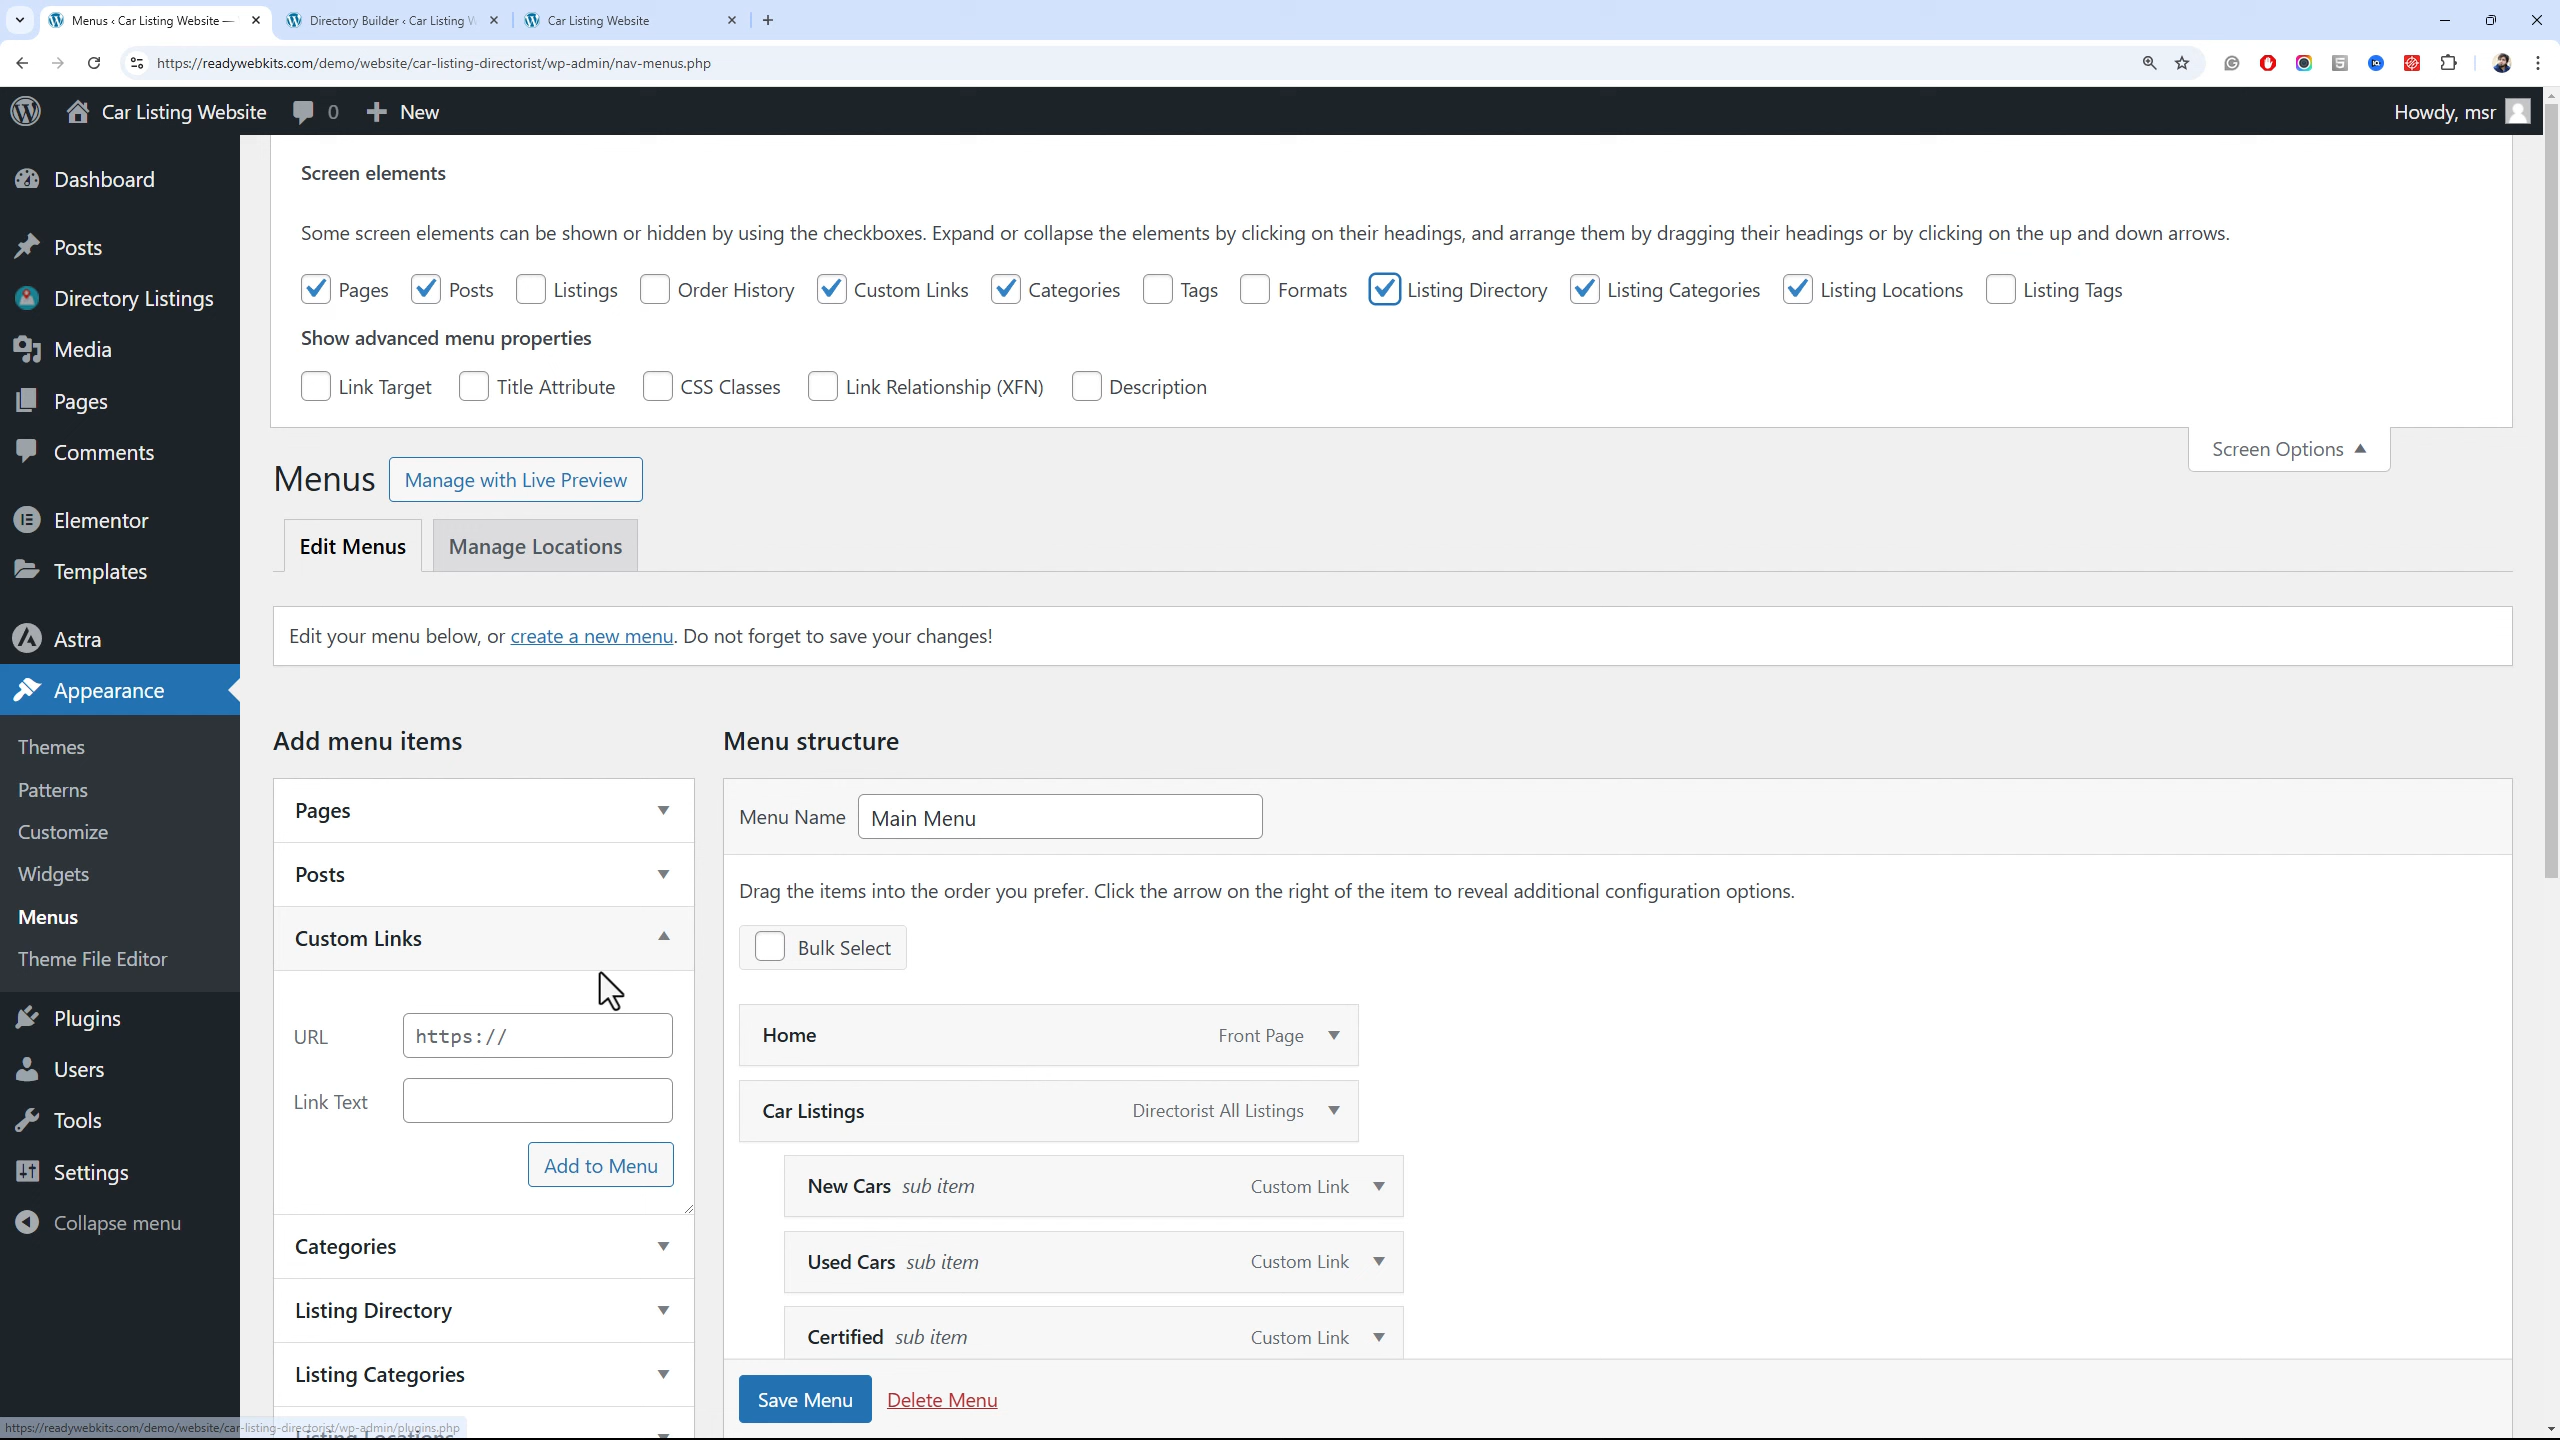 Menus ‹ Car Listing Website —
Directory Builder ‹ Car Listing W
Car Listing Website
https://readywebkits.com/demo/website/car-listing-directorist/wp-admin/nav-menus.php
Car Listing Website
0
New
Howdy, msr
Dashboard
Posts
Directory Listings
Media
Pages
Comments
Elementor
Templates
Astra
Appearance
Themes
Patterns
Customize
Widgets
Menus
Theme File Editor
Plugins
Users
Tools
Settings
Collapse menu
Screen elements
Some screen elements can be shown or hidden by using the checkboxes. Expand or collapse the elements by clicking on their headings, and arrange them by dragging their headings or by clicking on the up and down arrows.
Pages Posts Listings Order History Custom Links Categories Tags Formats Listing Directory Listing Categories Listing Locations Listing Tags
Show advanced menu properties
Link Target Title Attribute CSS Classes Link Relationship (XFN) Description
Screen Options
Menus
Manage with Live Preview
Edit Menus
Manage Locations
Edit your menu below, or create a new menu. Do not forget to save your changes!
Add menu items
Pages
Posts
Custom Links
URL
https://
Link Text
Add to Menu
Categories
Listing Directory
Listing Categories
Listing Locations
Menu structure
Menu Name
Main Menu
Drag the items into the order you prefer. Click the arrow on the right of the item to reveal additional configuration options.
Bulk Select
Home
Front Page
Car Listings
Directorist All Listings
New Cars sub item
Custom Link
Used Cars sub item
Custom Link
Certified sub item
Custom Link
Save Menu
Delete Menu
https://readywebkits.com/demo/website/car-listing-directorist/wp-admin/plugins.php